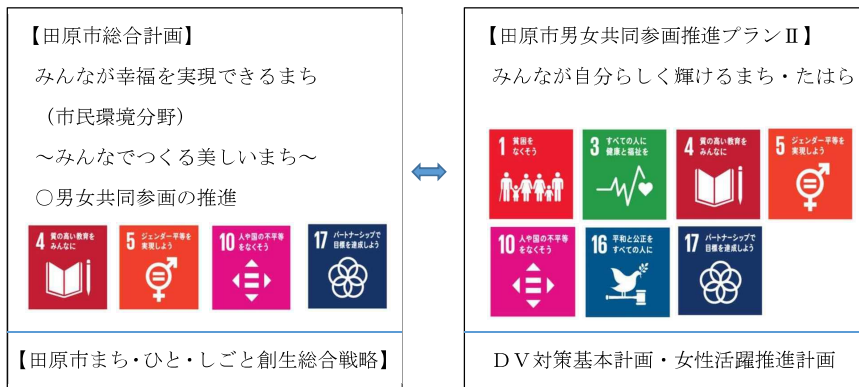 【田原市総合計画】
みんなが幸福を実現できるまち
（市民環境分野）
～みんなでつくる美しいまち～
○男女共同参画の推進
4 質の高い教育を
みんなに
5 ジェンダー平等を
実現しよう
10 人や国の不平等
をなくそう
17 パートナーシップで
目標を達成しよう
【田原市まち・ひと・しごと創生総合戦略】
【田原市男女共同参画推進プランⅡ】
みんなが自分らしく輝けるまち・たはら
1 貧困を
なくそう
3 すべての人に
健康と福祉を
4 質の高い教育を
みんなに
5 ジェンダー平等を
実現しよう
10 人や国の不平等
をなくそう
16 平和と公正を
すべての人に
17 パートナーシップで
目標を達成しよう
ＤＶ対策基本計画・女性活躍推進計画